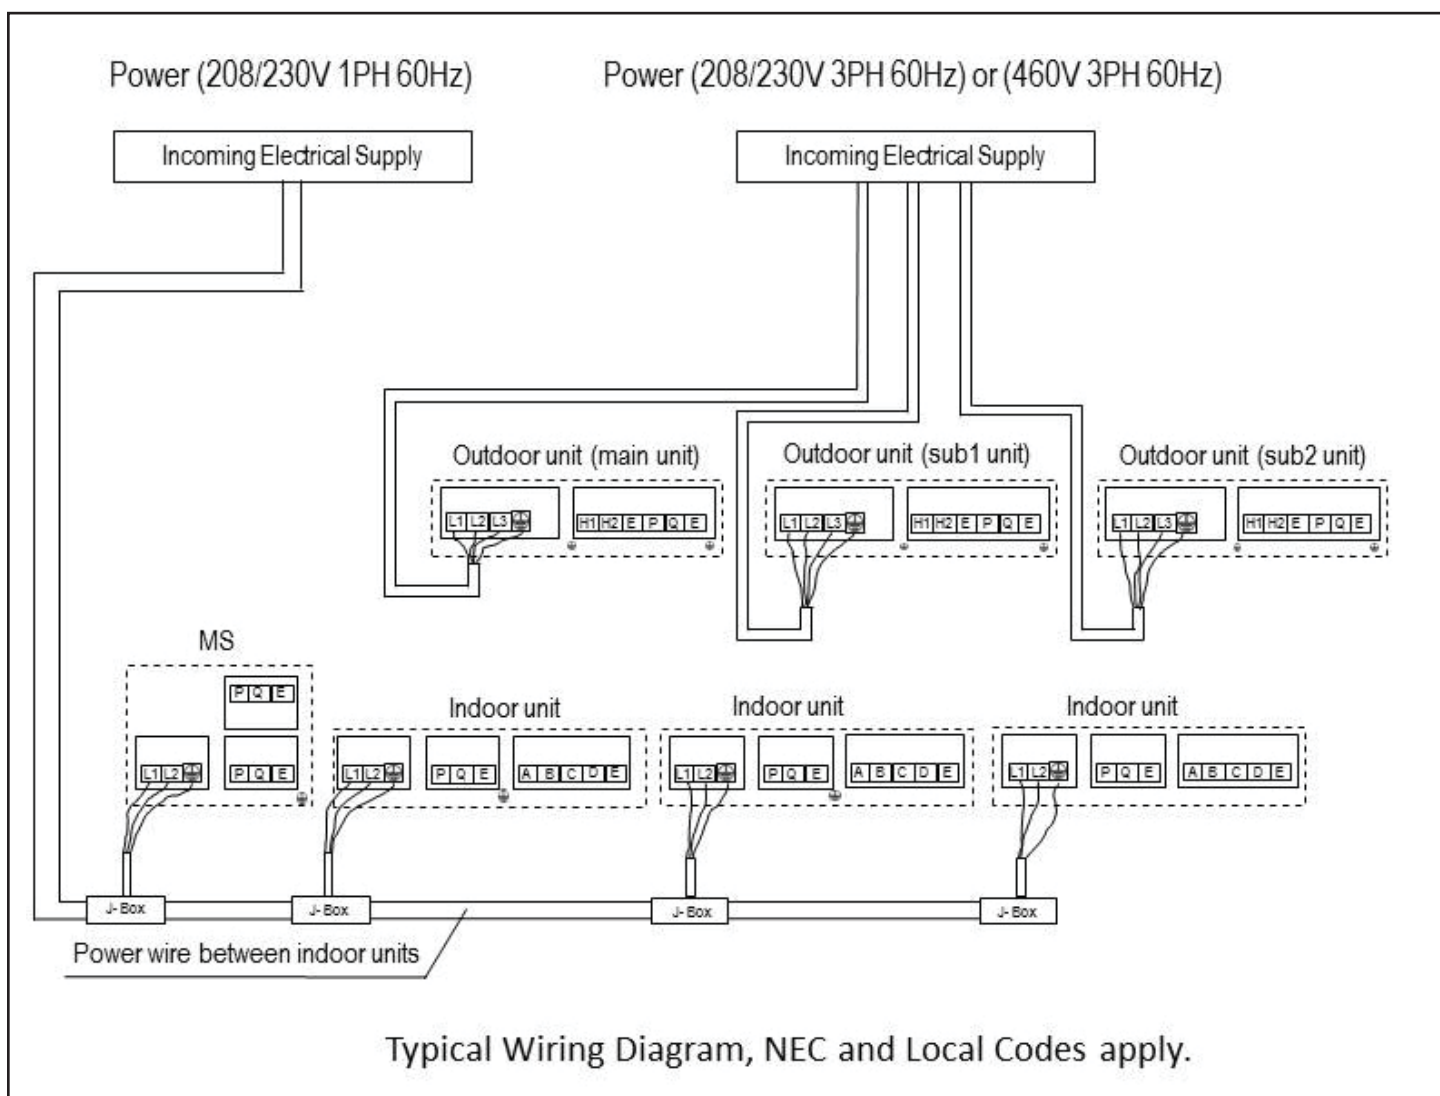 Power (208/230V 1PH 60Hz)
Power (208/230V 3PH 60Hz) or (460V 3PH 60Hz)
Incoming Electrical Supply
Incoming Electrical Supply
Outdoor unit (main unit)
Outdoor unit (sub1 unit)
Outdoor unit (sub2 unit)
L1 L2 L3
H1 H2 E P Q E
L1 L2 L3
H1 H2 E P Q E
L1 L2 L3
H1 H2 E P Q E
MS
P Q E
L1 L2
P Q E
Indoor unit
L1 L2
P Q E
A B C D E
Indoor unit
L1 L2
P Q E
A B C D E
Indoor unit
L1 L2
P Q E
A B C D E
J- Box
J- Box
J- Box
J- Box
Power wire between indoor units
Typical Wiring Diagram, NEC and Local Codes apply.